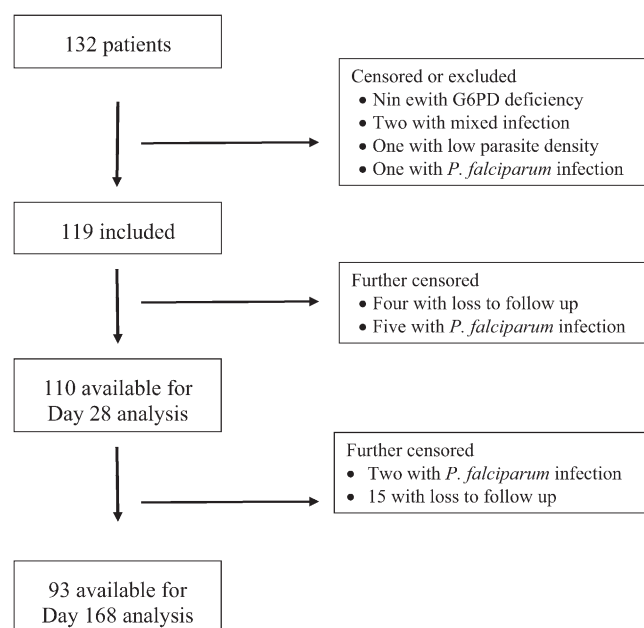 132 patients
Censored or excluded
• Nin ewith G6PD deficiency
• Two with mixed infection
• One with low parasite density
• One with P. falciparum infection
119 included
Further censored
• Four with loss to follow up
• Five with P. falciparum infection
110 available for
Day 28 analysis
Further censored
• Two with P. falciparum infection
• 15 with loss to follow up
93 available for
Day 168 analysis